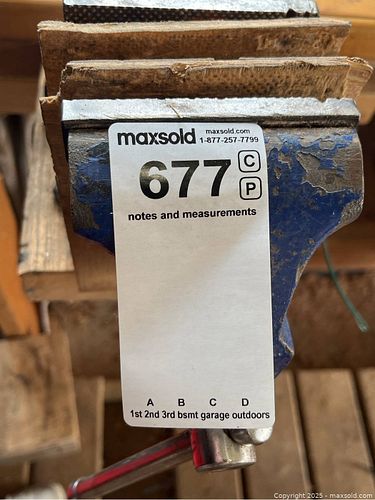 maxsold maxsold.com
1-877-257-7799
677 C
P
notes and measurements
A B C D
1st 2nd 3rd bsmt garage outdoors
Copyright 2025 - maxsold.com